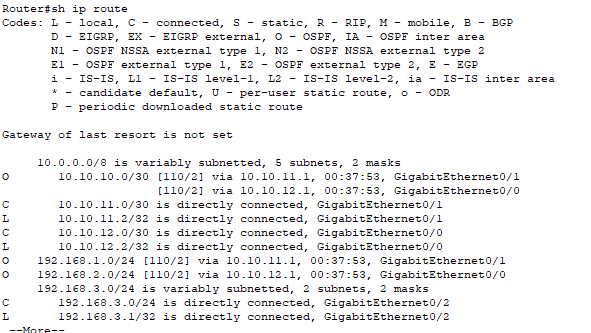 Router#sh ip route
Codes: L - local, C - connected, S - static, R - RIP, M - mobile, B - BGP
       D - EIGRP, EX - EIGRP external, O - OSPF, IA - OSPF inter area
       N1 - OSPF NSSA external type 1, N2 - OSPF NSSA external type 2
       E1 - OSPF external type 1, E2 - OSPF external type 2, E - EGP
       i - IS-IS, L1 - IS-IS level-1, L2 - IS-IS level-2, ia - IS-IS inter area
       * - candidate default, U - per-user static route, o - ODR
       P - periodic downloaded static route

Gateway of last resort is not set

     10.0.0.0/8 is variably subnetted, 5 subnets, 2 masks
O       10.10.10.0/30 [110/2] via 10.10.11.1, 00:37:53, GigabitEthernet0/1
                      [110/2] via 10.10.12.1, 00:37:53, GigabitEthernet0/0
C       10.10.11.0/30 is directly connected, GigabitEthernet0/1
L       10.10.11.2/32 is directly connected, GigabitEthernet0/1
C       10.10.12.0/30 is directly connected, GigabitEthernet0/0
L       10.10.12.2/32 is directly connected, GigabitEthernet0/0
O    192.168.1.0/24 [110/2] via 10.10.11.1, 00:37:53, GigabitEthernet0/1
O    192.168.2.0/24 [110/2] via 10.10.12.1, 00:37:53, GigabitEthernet0/0
     192.168.3.0/24 is variably subnetted, 2 subnets, 2 masks
C       192.168.3.0/24 is directly connected, GigabitEthernet0/2
L       192.168.3.1/32 is directly connected, GigabitEthernet0/2
 --More--